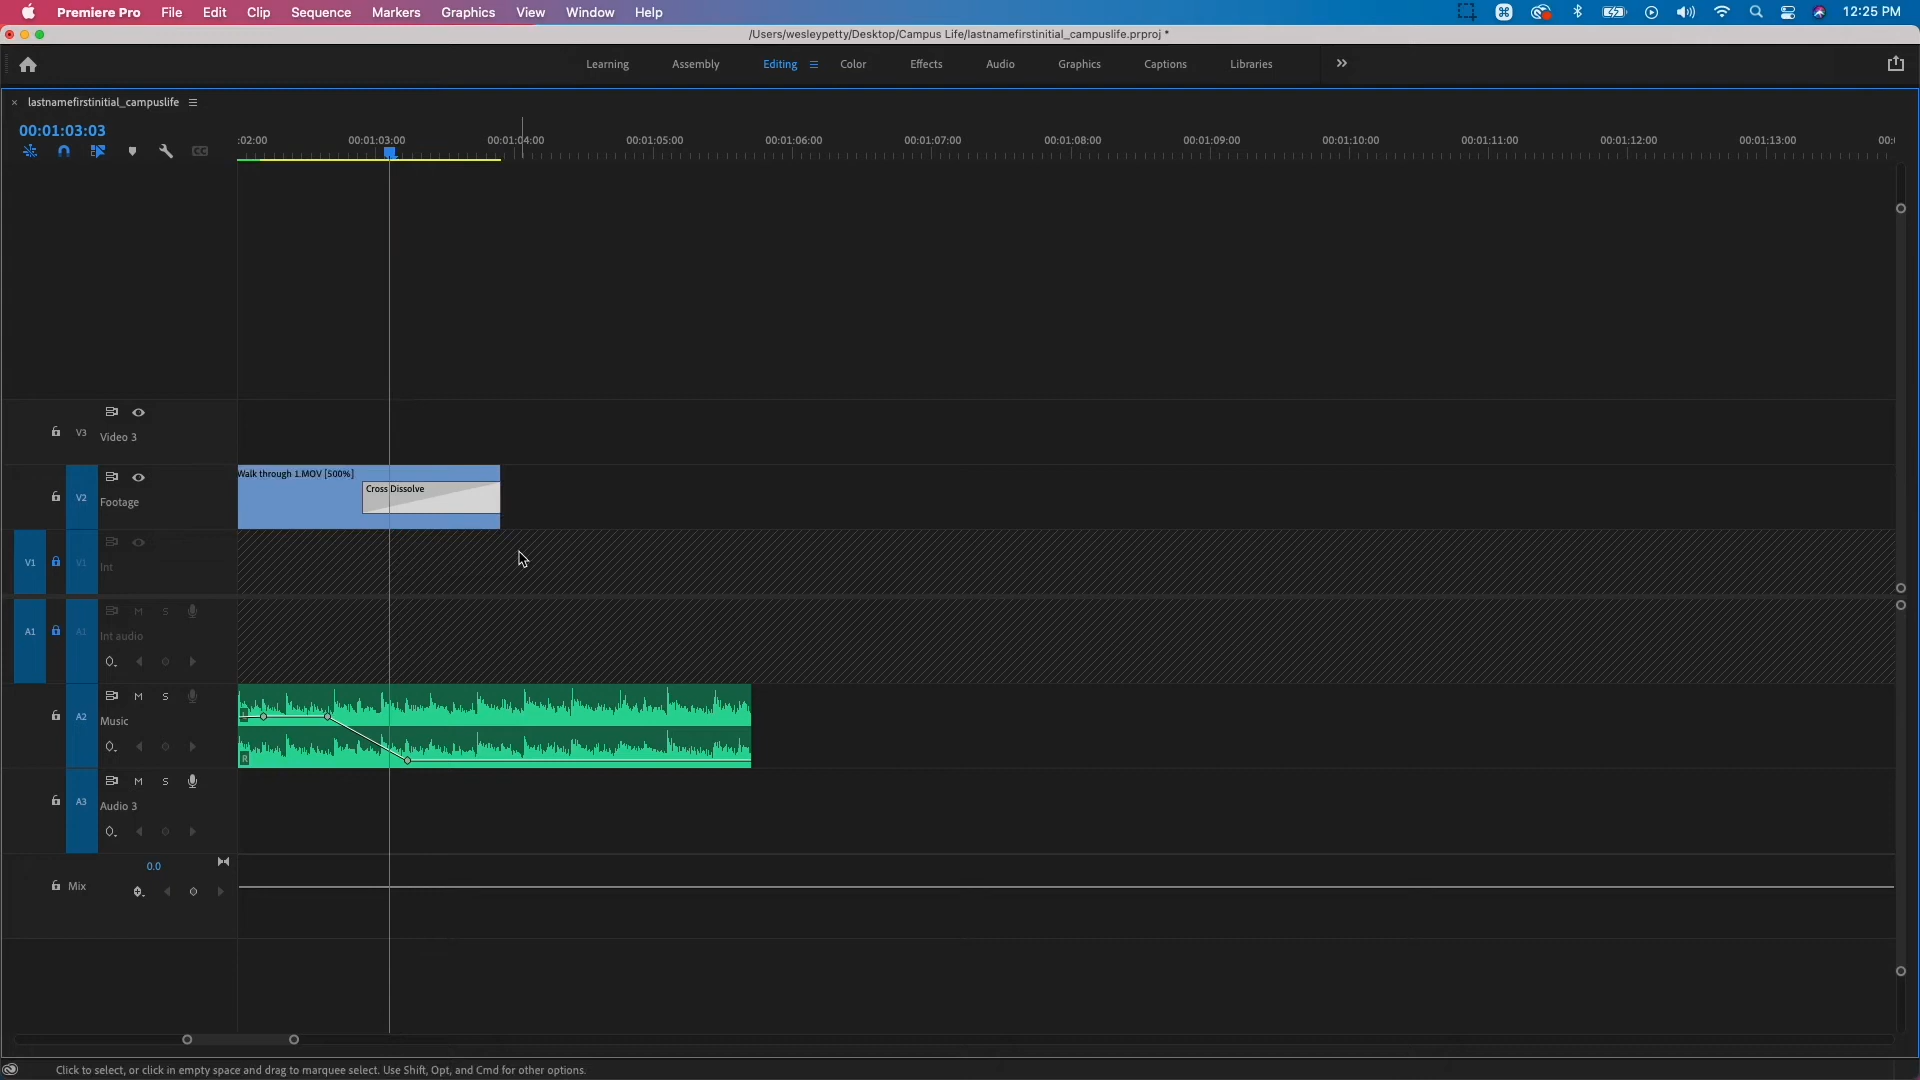 Premiere Pro File Edit Clip Sequence Markers Graphics View Window Help 12:25 PM
/Users/wesleypetty/Desktop/Campus Life/lastnamefirstinitial_campuslife.prproj *
Learning Assembly Editing Color Effects Audio Graphics Captions Libraries
× lastnamefirstinitial_campuslife
00:01:03:03
:02:00 00:01:03:00 00:01:04:00 00:01:05:00 00:01:06:00 00:01:07:00 00:01:08:00 00:01:09:00 00:01:10:00 00:01:11:00 00:01:12:00 00:01:13:00 00:
CC
V3 Video 3
Walk through 1.MOV [500%]
Cross Dissolve
V2 Footage
V1 V1 Int
M S
A1 A1 Int audio
M S
L
A2 Music
R
M S
A3 Audio 3
0.0
Mix
Click to select, or click in empty space and drag to marquee select. Use Shift, Opt, and Cmd for other options.